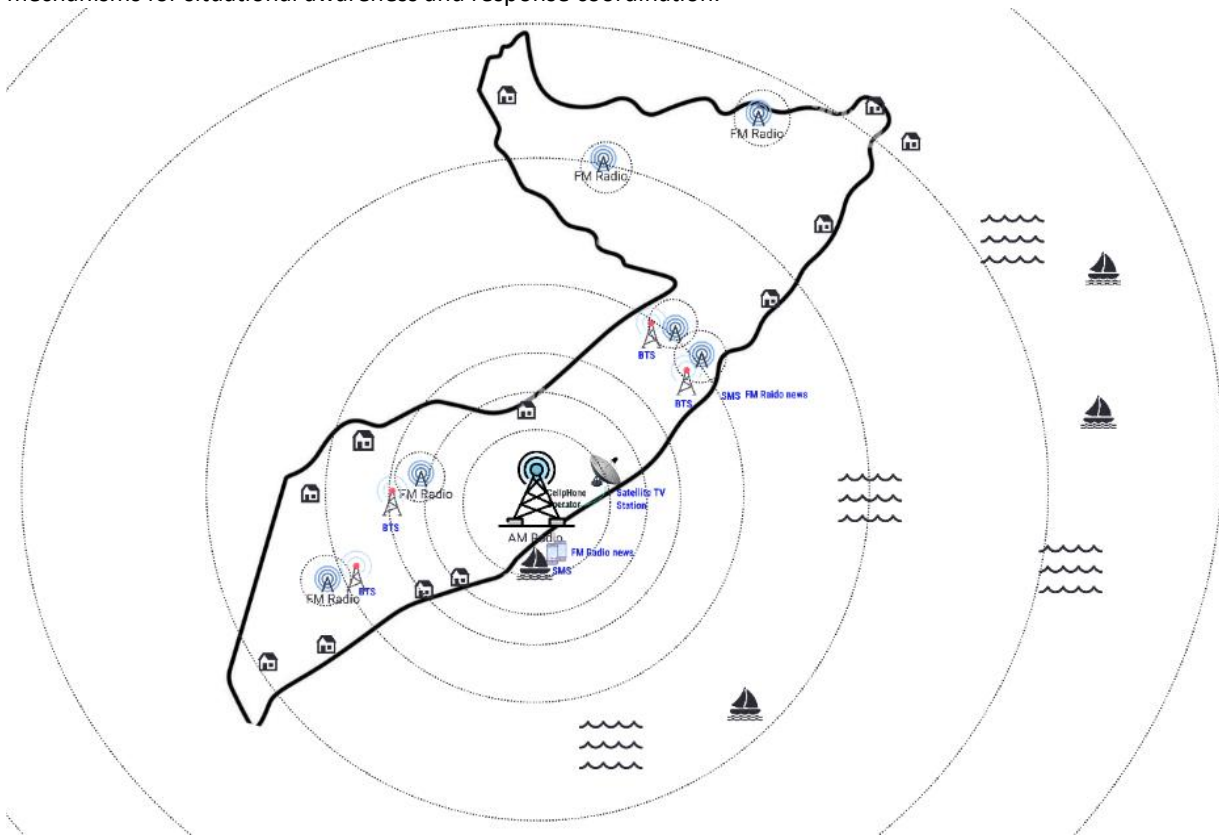 mechanisms for situational awareness and response coordination.
FM Radio
FM Radio
BTS
BTS
SMS FM Raido news
FM Radio
BTS
CellpHone
operator
Satellite TV
Station
AM Radio
FM Radio news
SMS
FM Radio
BTS